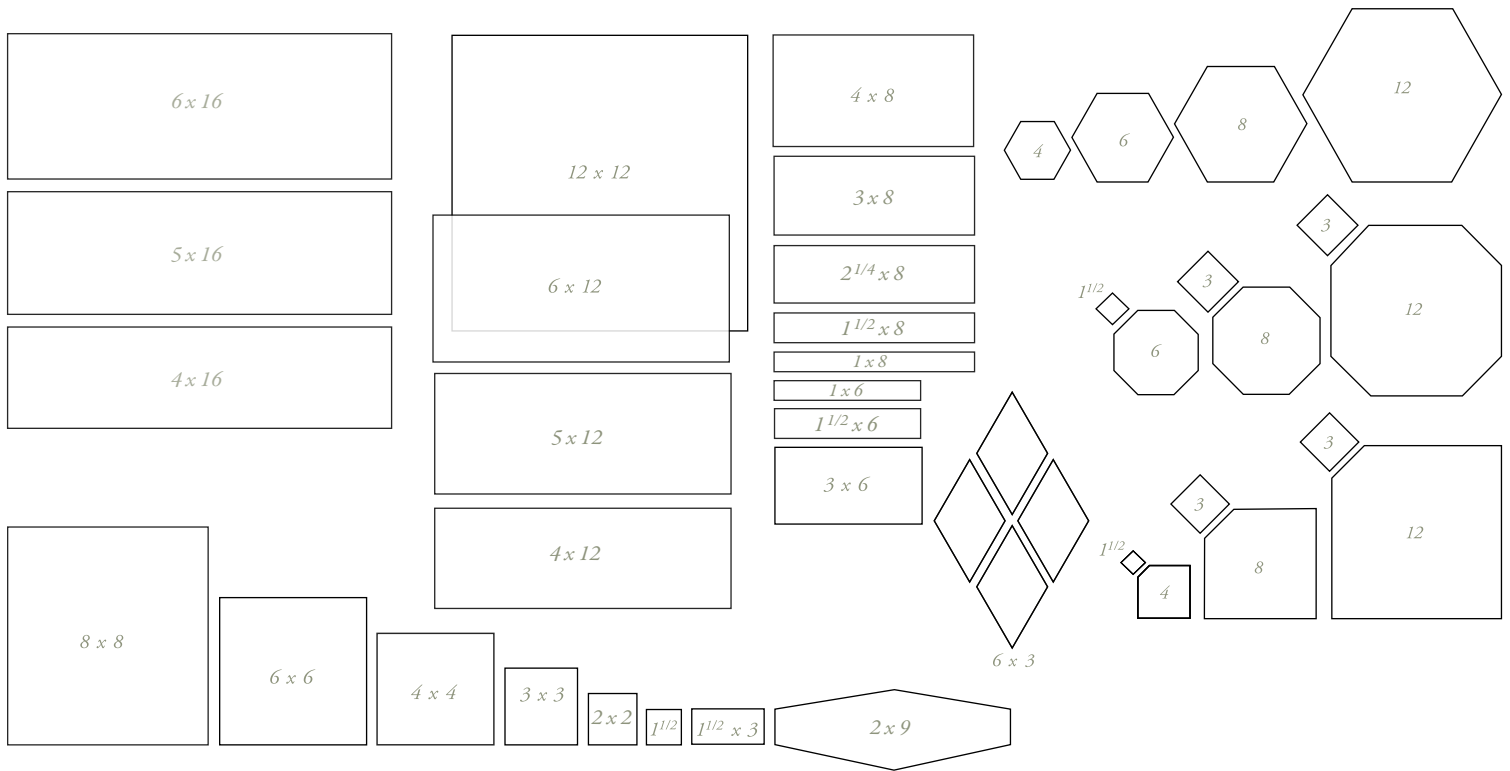 6 x 16
5 x 16
4 x 16
12 x 12
6 x 12
5 x 12
4 x 12
4 x 8
3 x 8
2 1/4 x 8
1 1/2 x 8
1 x 8
1 x 6
1 1/2 x 6
3 x 6
4
6
8
12
3
3
1 1/2
6
8
12
3
3
1 1/2
4
8
12
6 x 3
8 x 8
6 x 6
4 x 4
3 x 3
2 x 2
1 1/2
1 1/2 x 3
2 x 9